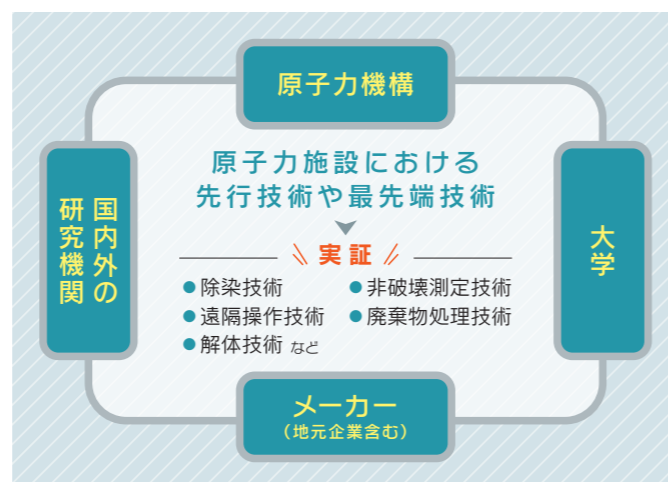 原子力機構
国内外の
研究機関
原子力施設における
先行技術や最先端技術
実証
●除染技術
●遠隔操作技術
●解体技術 など
●非破壊測定技術
●廃棄物処理技術
大学
メーカー
（地元企業含む）